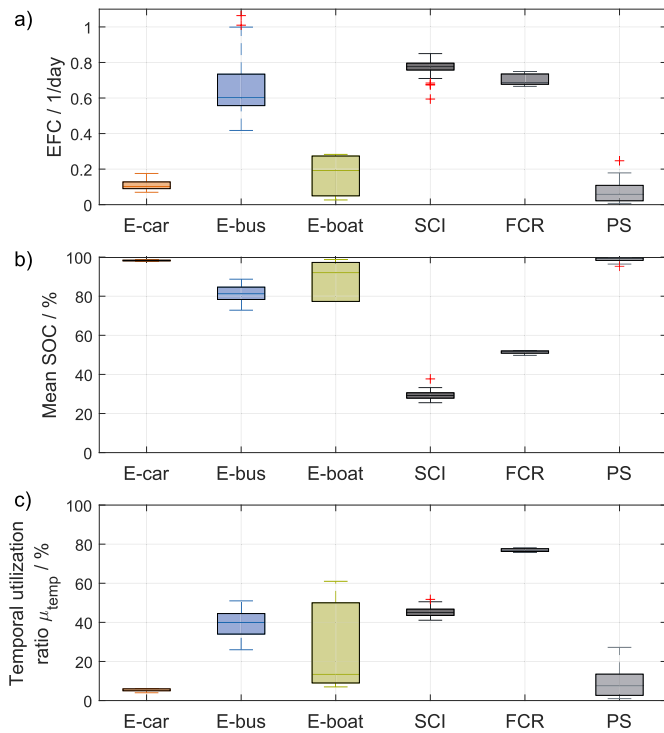 a)
EFC / 1/day
1
0.8
0.6
0.4
0.2
0
E-car E-bus E-boat SCI FCR PS
b)
Mean SOC / %
100
80
60
40
20
0
E-car E-bus E-boat SCI FCR PS
c)
Temporal utilization
ratio μtemp / %
100
80
60
40
20
0
E-car E-bus E-boat SCI FCR PS